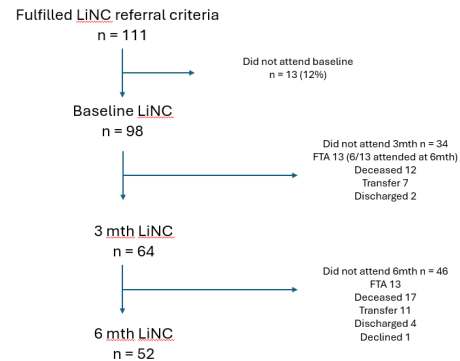 Fulfilled LiNC referral criteria
n = 111
Did not attend baseline
n = 13 (12%)
Baseline LiNC
n = 98
Did not attend 3mth n = 34
FTA 13 (6/13 attended at 6mth)
Deceased 12
Transfer 7
Discharged 2
3 mth LiNC
n = 64
Did not attend 6mth n = 46
FTA 13
Deceased 17
Transfer 11
Discharged 4
Declined 1
6 mth LiNC
n = 52